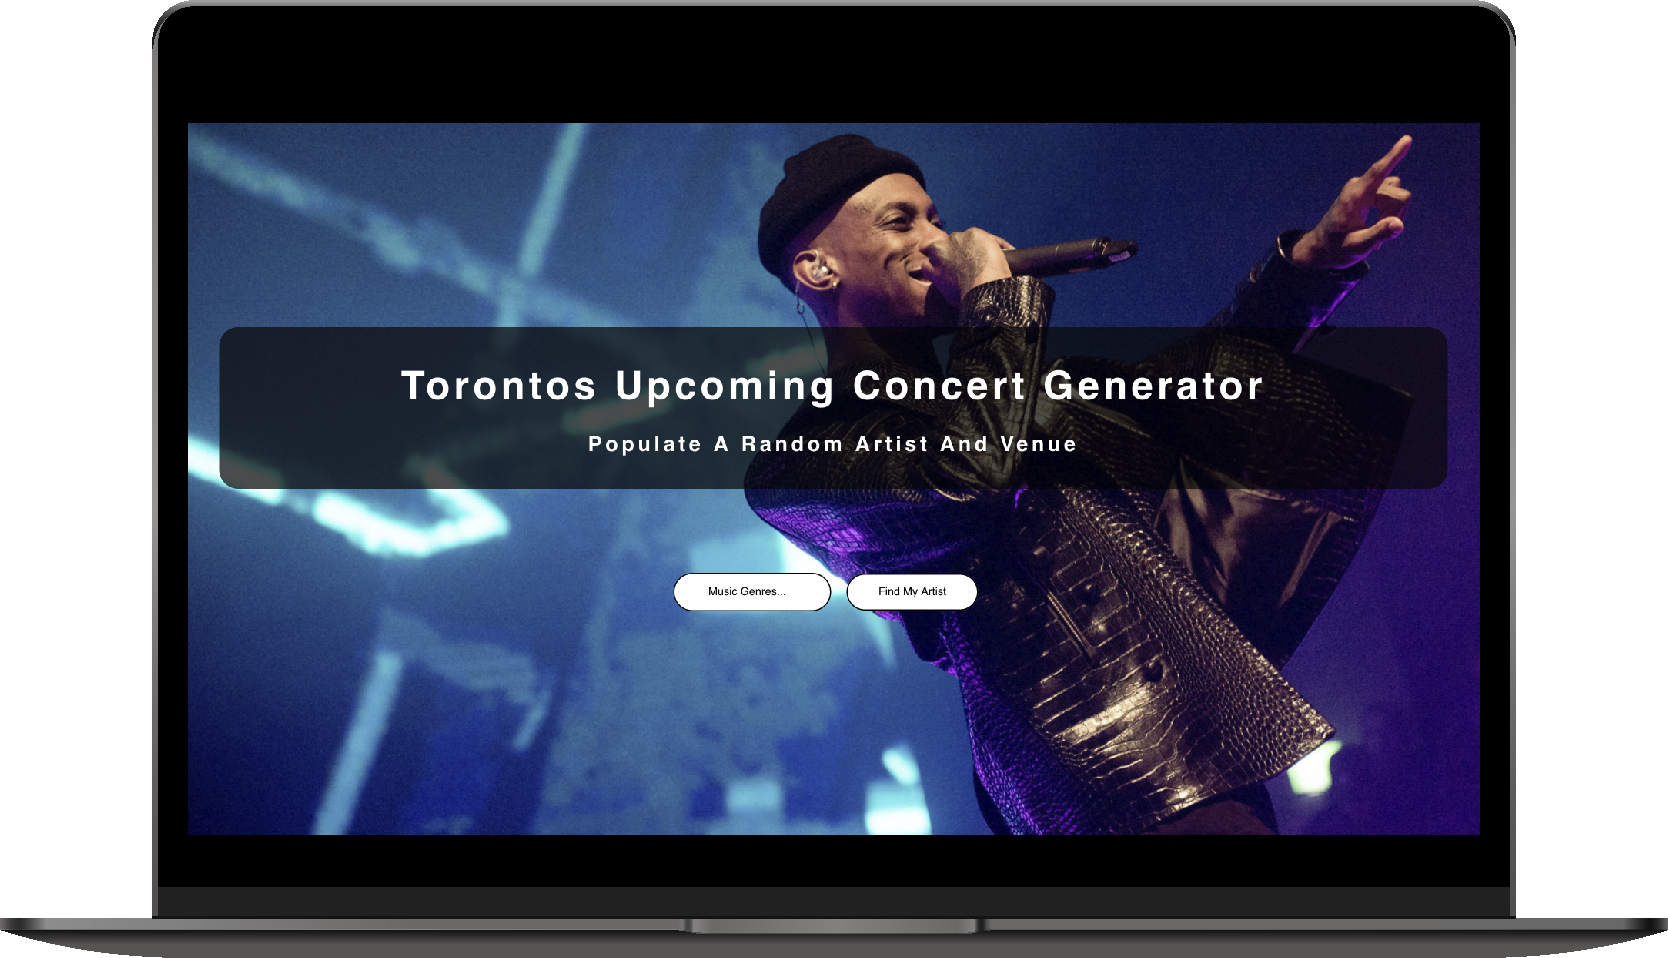 Torontos Upcoming Concert Generator
Populate A Random Artist And Venue
Music Genres...
Find My Artist